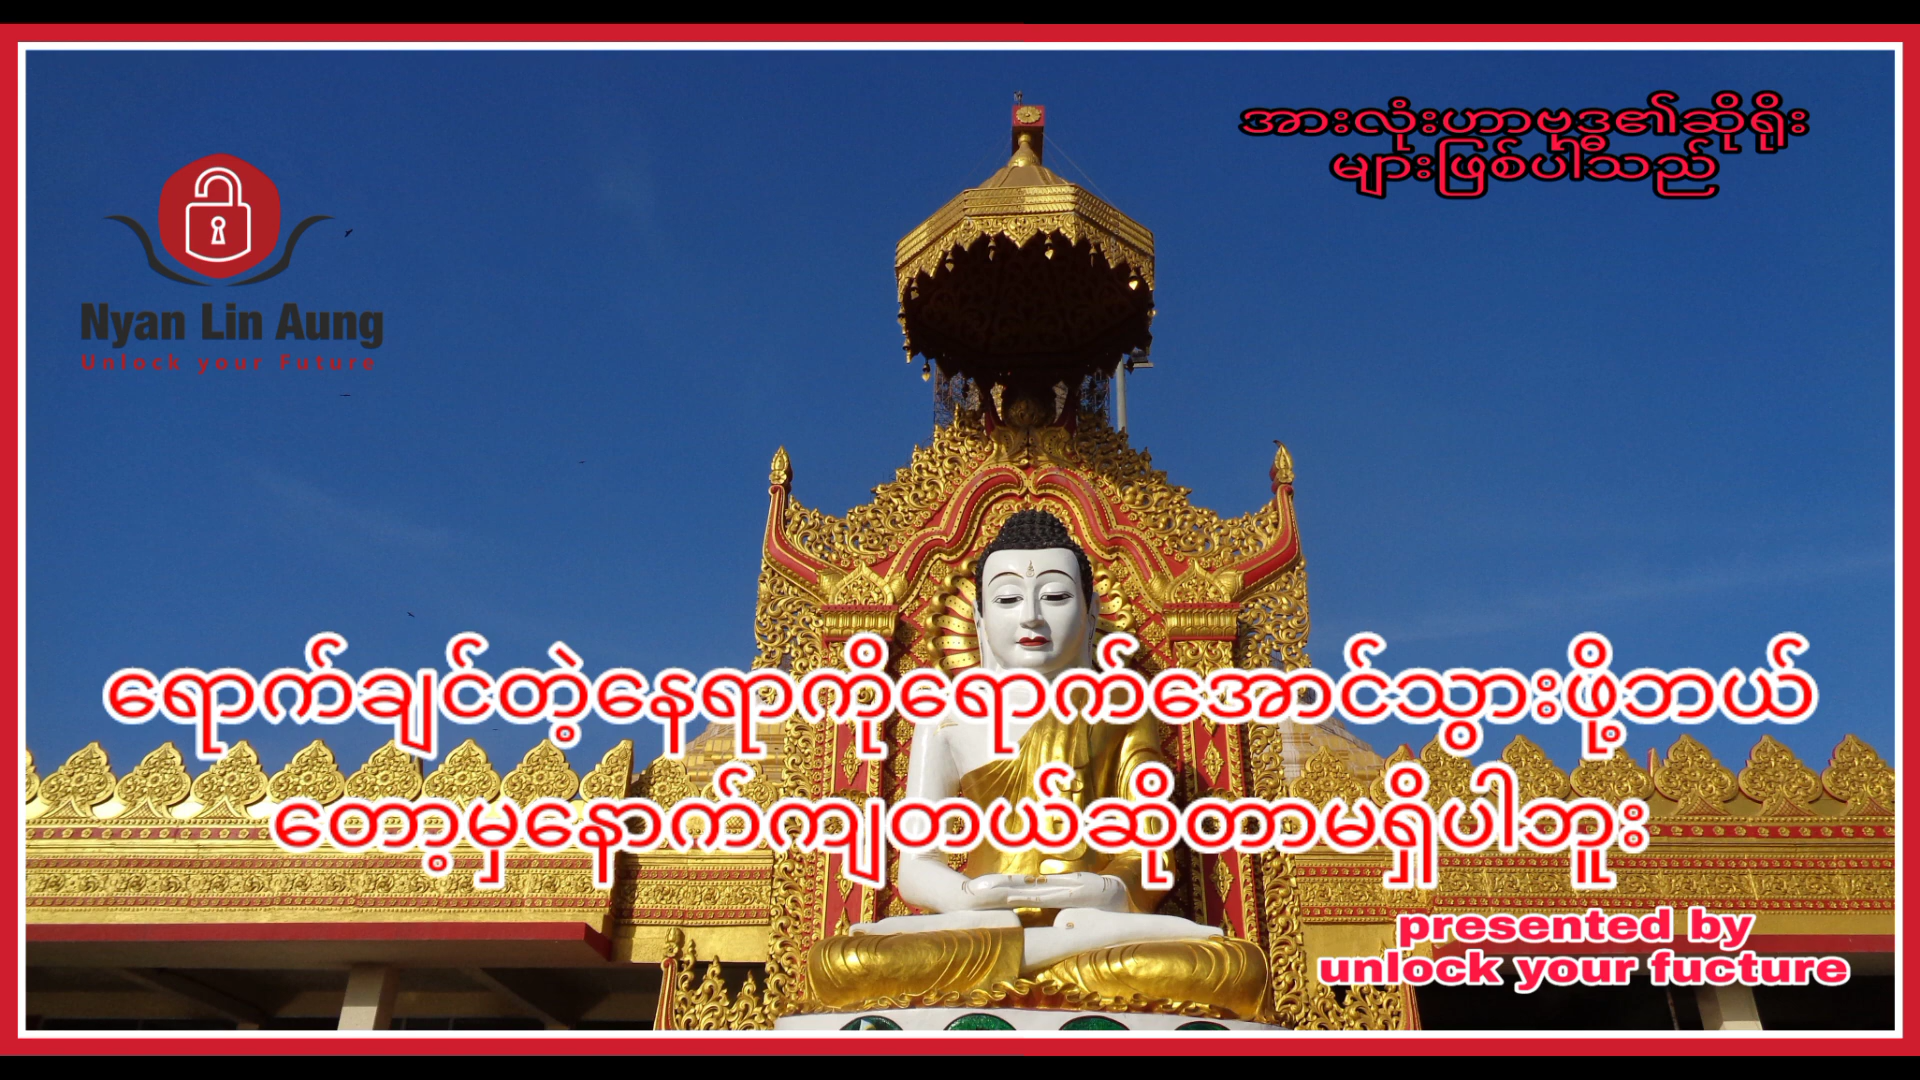 အားလုံးဟာဗုဒ္ဓ၏ဆိုရိုး
များဖြစ်ပါသည်
Nyan Lin Aung
Unlock your Future
ရောက်ချင်တဲ့နေရာကိုရောက်အောင်သွားဖို့ဘယ်
တော့မှနောက်ကျတယ်ဆိုတာမရှိပါဘူး
presented by
unlock your fucture